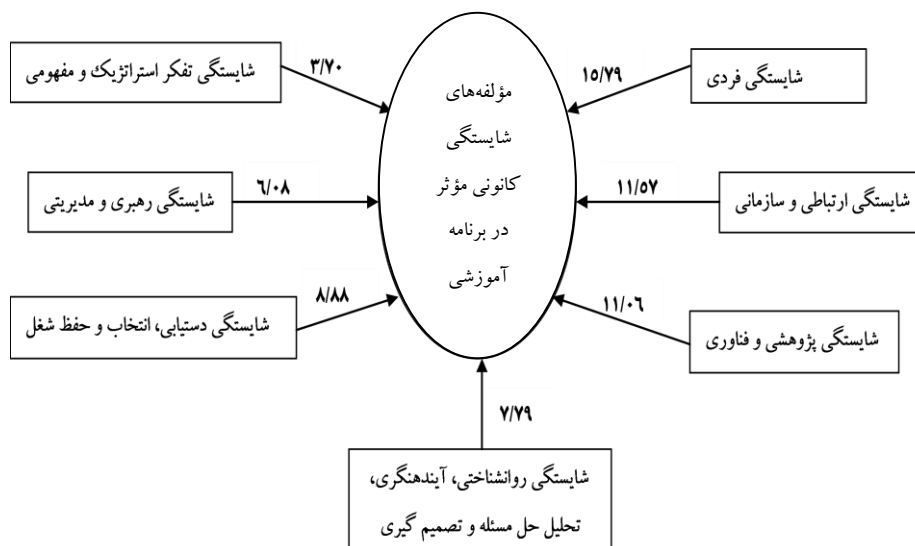 شایستگی فردی
۱۵/۷۹
مؤلفه‌های
شایستگی
کانونی مؤثر
در برنامه
آموزشی
۳/۷۰
شایستگی تفکر استراتژیک و مفهومی
شایستگی ارتباطی و سازمانی
۱۱/۵۷
۶/۰۸
شایستگی رهبری و مدیریتی
شایستگی پژوهشی و فناوری
۱۱/۰۶
۸/۸۸
شایستگی دستیابی، انتخاب و حفظ شغل
۷/۷۹
شایستگی روانشناختی، آیندهنگری،
تحلیل حل مسئله و تصمیم گیری